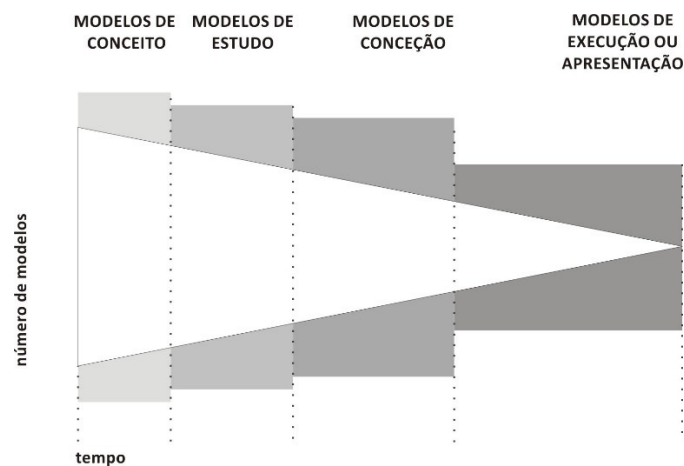 MODELOS DE
CONCEITO
MODELOS DE
ESTUDO
MODELOS DE
CONCEÇÃO
MODELOS DE
EXECUÇÃO OU
APRESENTAÇÃO
número de modelos
tempo